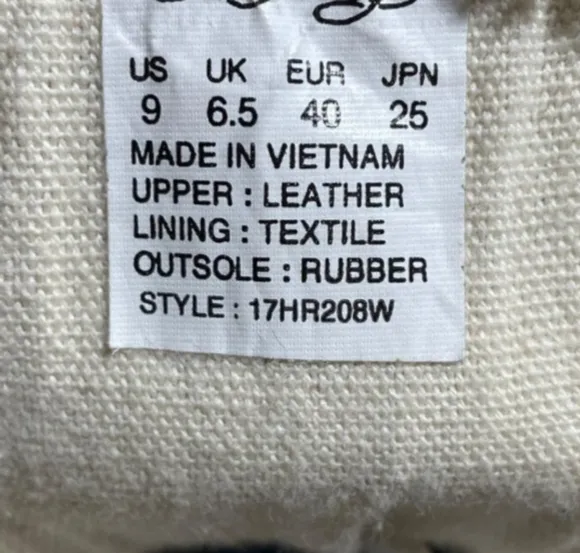 US UK EUR JPN
9 6.5 40 25
MADE IN VIETNAM
UPPER : LEATHER
LINING : TEXTILE
OUTSOLE : RUBBER
STYLE : 17HR208W